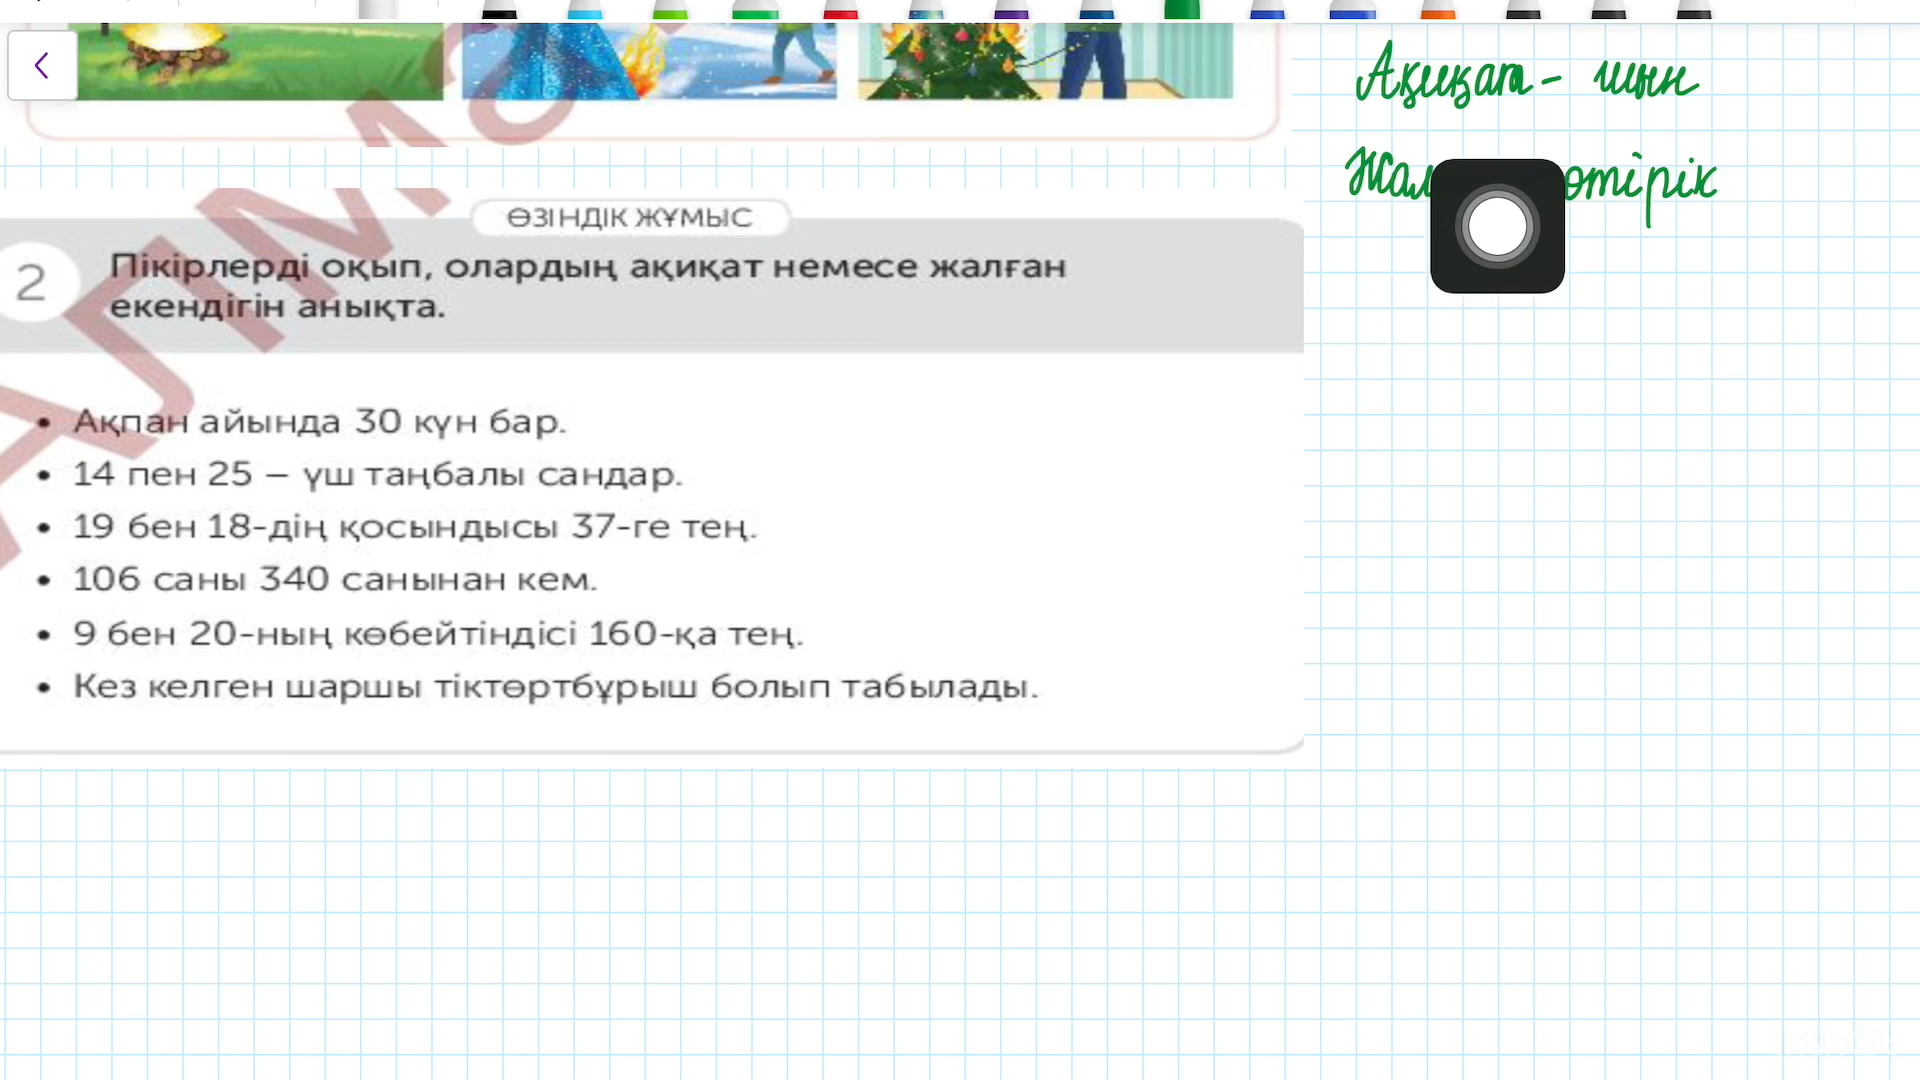 Ақиқат - шын
өтірік
ӨЗІНДІК ЖҰМЫС
2
Пікірлерді оқып, олардың ақиқат немесе жалған
екендігін анықта.
• Ақпан айында 30 күн бар.
• 14 пен 25 – үш таңбалы сандар.
• 19 бен 18-дің қосындысы 37-ге тең.
• 106 саны 340 санынан кем.
• 9 бен 20-ның көбейтіндісі 160-қа тең.
• Кез келген шаршы тіктөртбұрыш болып табылады.